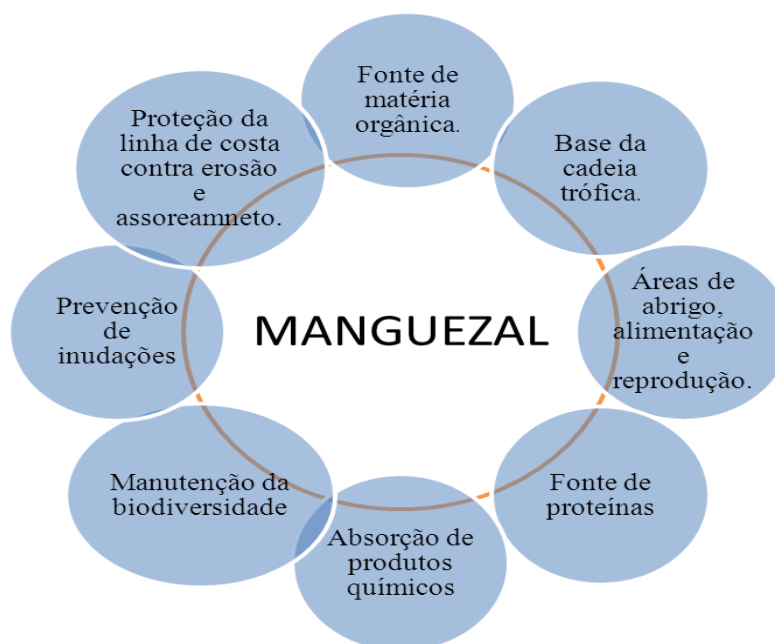 Fonte de
matéria
orgânica.
Base da
cadeia
trófica.
Áreas de
abrigo,
alimentação
e
reprodução.
Fonte de
proteínas
Absorção de
produtos
químicos
Manutenção da
biodiversidade
Prevenção
de
inudações
Proteção da
linha de costa
contra erosão
e
assoreamneto.
MANGUEZAL